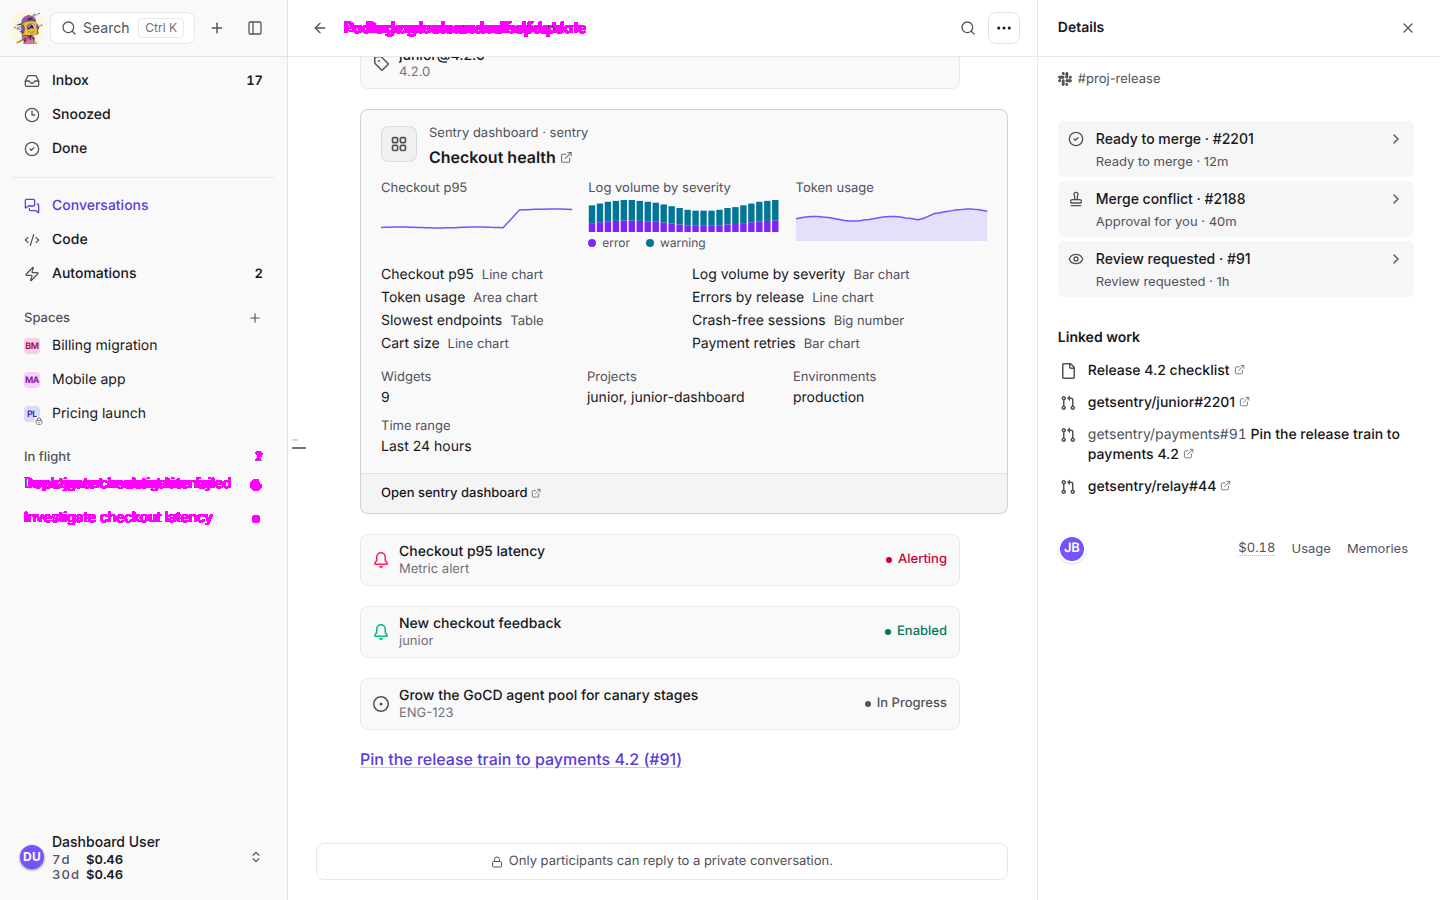 Search Ctrl K
Inbox 17
Snoozed
Done
Conversations
Code
Automations 2
Spaces
BM Billing migration
MA Mobile app
PL Pricing launch
In flight
Investigate checkout latency
DU Dashboard User
7d $0.46
30d $0.46
junior@4.2.0
4.2.0
Sentry dashboard · sentry
Checkout health
Checkout p95 Log volume by severity Token usage
error warning
Checkout p95 Line chart Log volume by severity Bar chart
Token usage Area chart Errors by release Line chart
Slowest endpoints Table Crash-free sessions Big number
Cart size Line chart Payment retries Bar chart
Widgets Projects Environments
9 junior, junior-dashboard production
Time range
Last 24 hours
Open sentry dashboard
Checkout p95 latency
Metric alert
Alerting
New checkout feedback
junior
Enabled
Grow the GoCD agent pool for canary stages
ENG-123
In Progress
Pin the release train to payments 4.2 (#91)
Only participants can reply to a private conversation.
Details
#proj-release
Ready to merge · #2201
Ready to merge · 12m
Merge conflict · #2188
Approval for you · 40m
Review requested · #91
Review requested · 1h
Linked work
Release 4.2 checklist
getsentry/junior#2201
getsentry/payments#91 Pin the release train to
payments 4.2
getsentry/relay#44
JB $0.18 Usage Memories